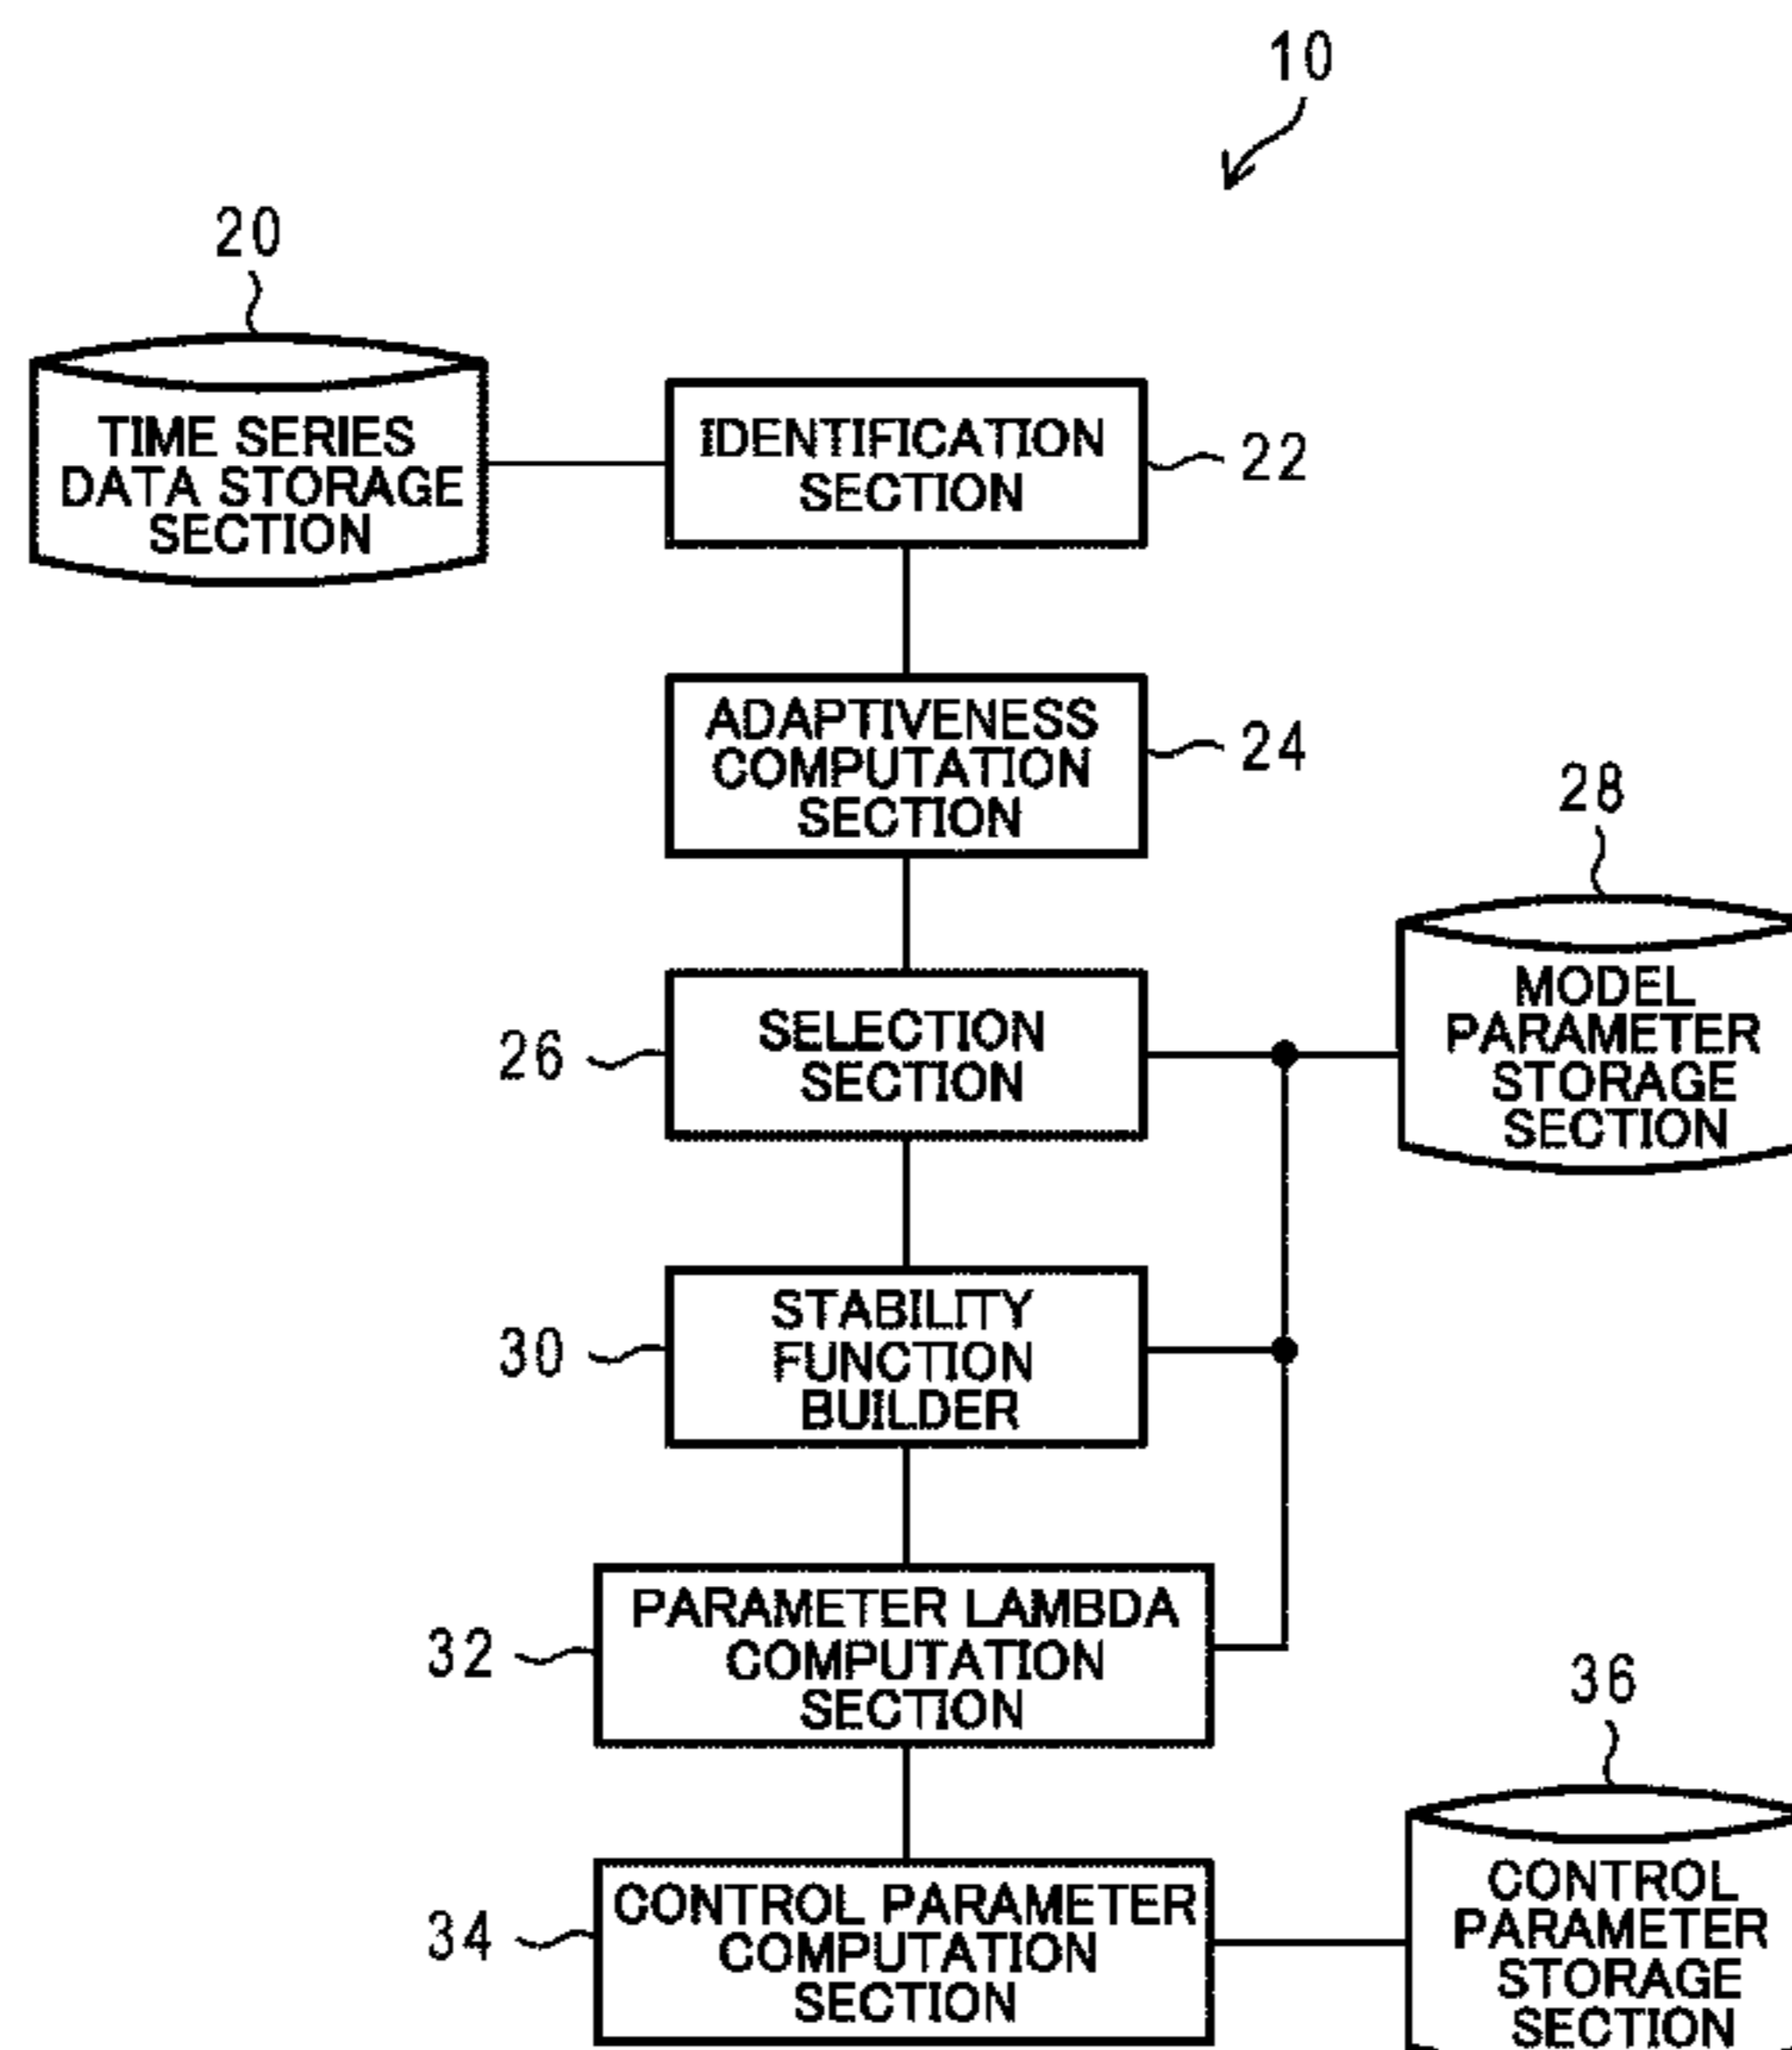 10
20
TIME SERIES
DATA STORAGE
SECTION
IDENTIFICATION
SECTION
22
ADAPTIVENESS
COMPUTATION
SECTION
24
28
MODEL
PARAMETER
STORAGE
SECTION
26
SELECTION
SECTION
30
STABILITY
FUNCTION
BUILDER
32
PARAMETER LAMBDA
COMPUTATION
SECTION
36
34
CONTROL PARAMETER
COMPUTATION
SECTION
CONTROL
PARAMETER
STORAGE
SECTION